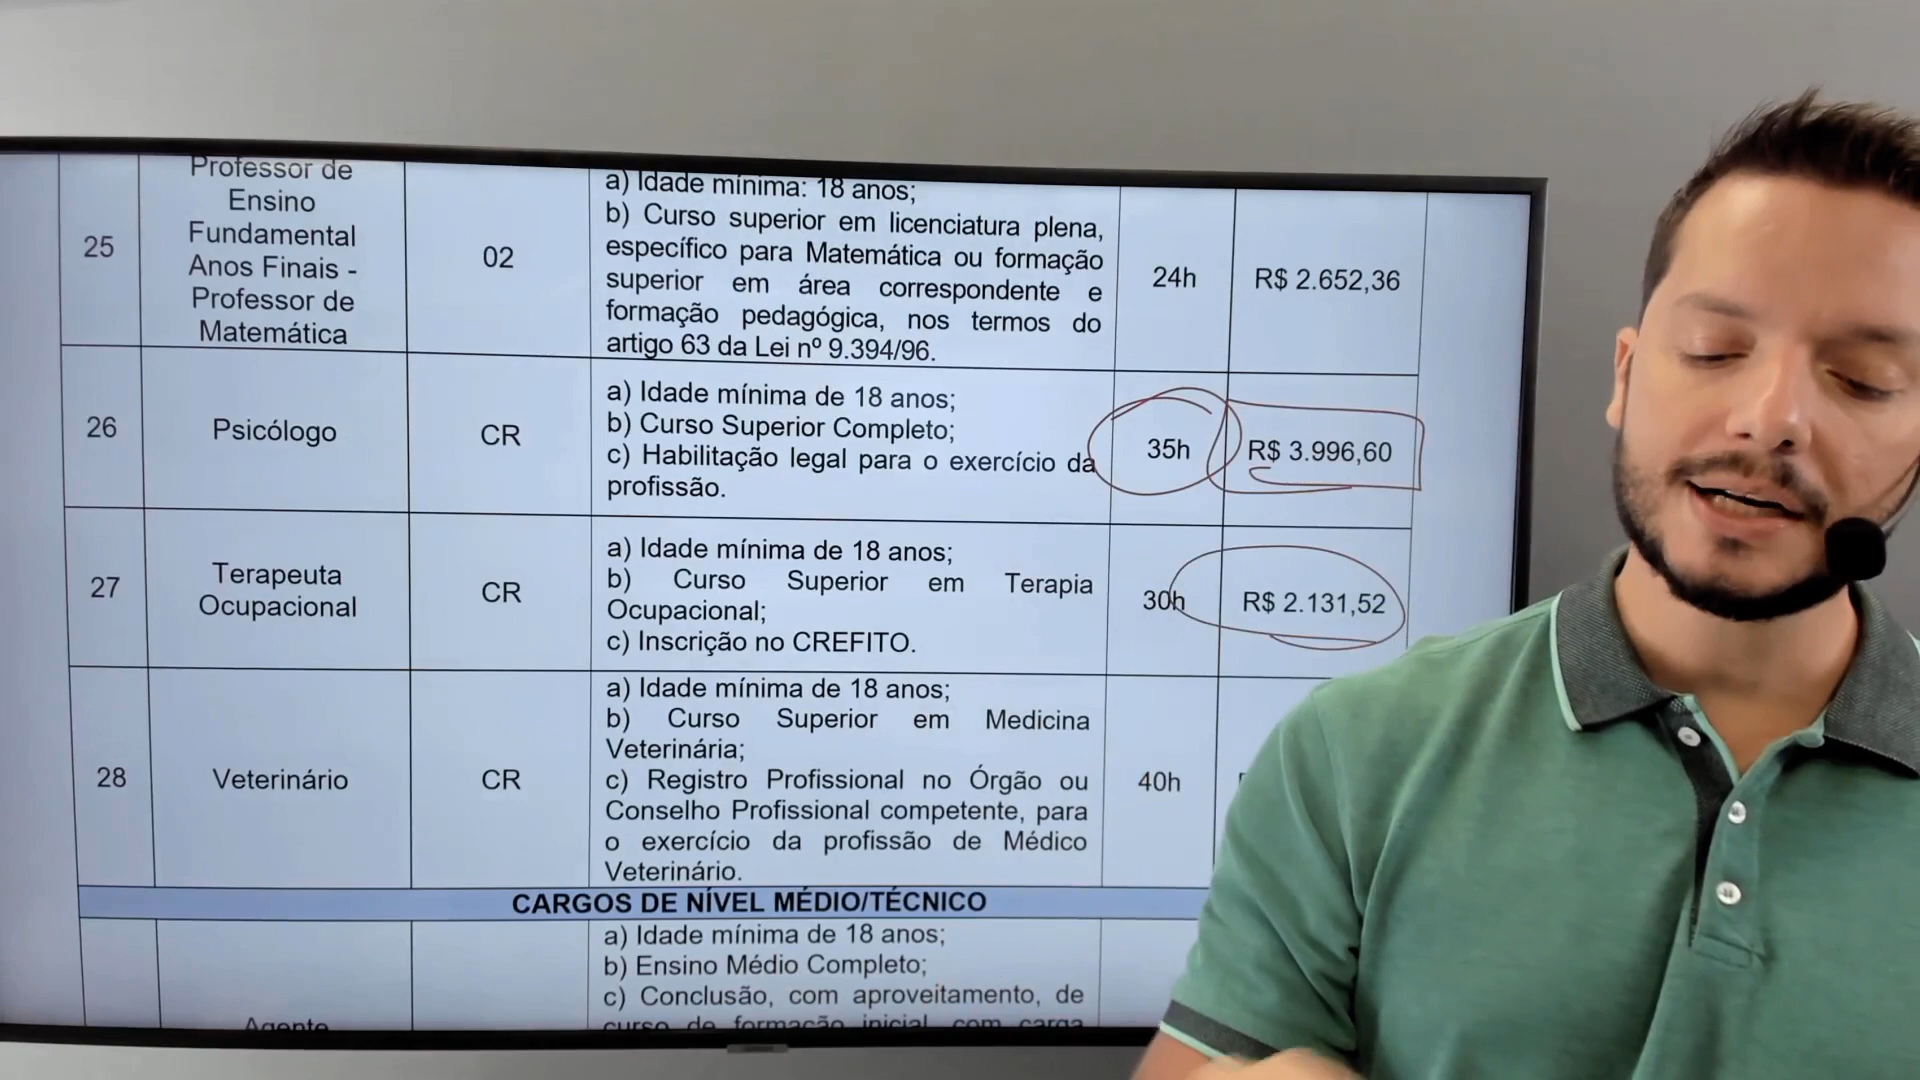 25
Professor de
Ensino
Fundamental
Anos Finais -
Professor de
Matemática
02
a) Idade mínima: 18 anos;
b) Curso superior em licenciatura plena,
específico para Matemática ou formação
superior em área correspondente e
formação pedagógica, nos termos do
artigo 63 da Lei nº 9.394/96.
24h
R$ 2.652,36
26
Psicólogo
CR
a) Idade mínima de 18 anos;
b) Curso Superior Completo;
c) Habilitação legal para o exercício da
profissão.
35h
R$ 3.996,60
27
Terapeuta
Ocupacional
CR
a) Idade mínima de 18 anos;
b) Curso Superior em Terapia
Ocupacional;
c) Inscrição no CREFITO.
30h
R$ 2.131,52
28
Veterinário
CR
a) Idade mínima de 18 anos;
b) Curso Superior em Medicina
Veterinária;
c) Registro Profissional no Órgão ou
Conselho Profissional competente, para
o exercício da profissão de Médico
Veterinário.
40h
CARGOS DE NÍVEL MÉDIO/TÉCNICO
Agente
a) Idade mínima de 18 anos;
b) Ensino Médio Completo;
c) Conclusão, com aproveitamento, de
curso de formação inicial, com carga